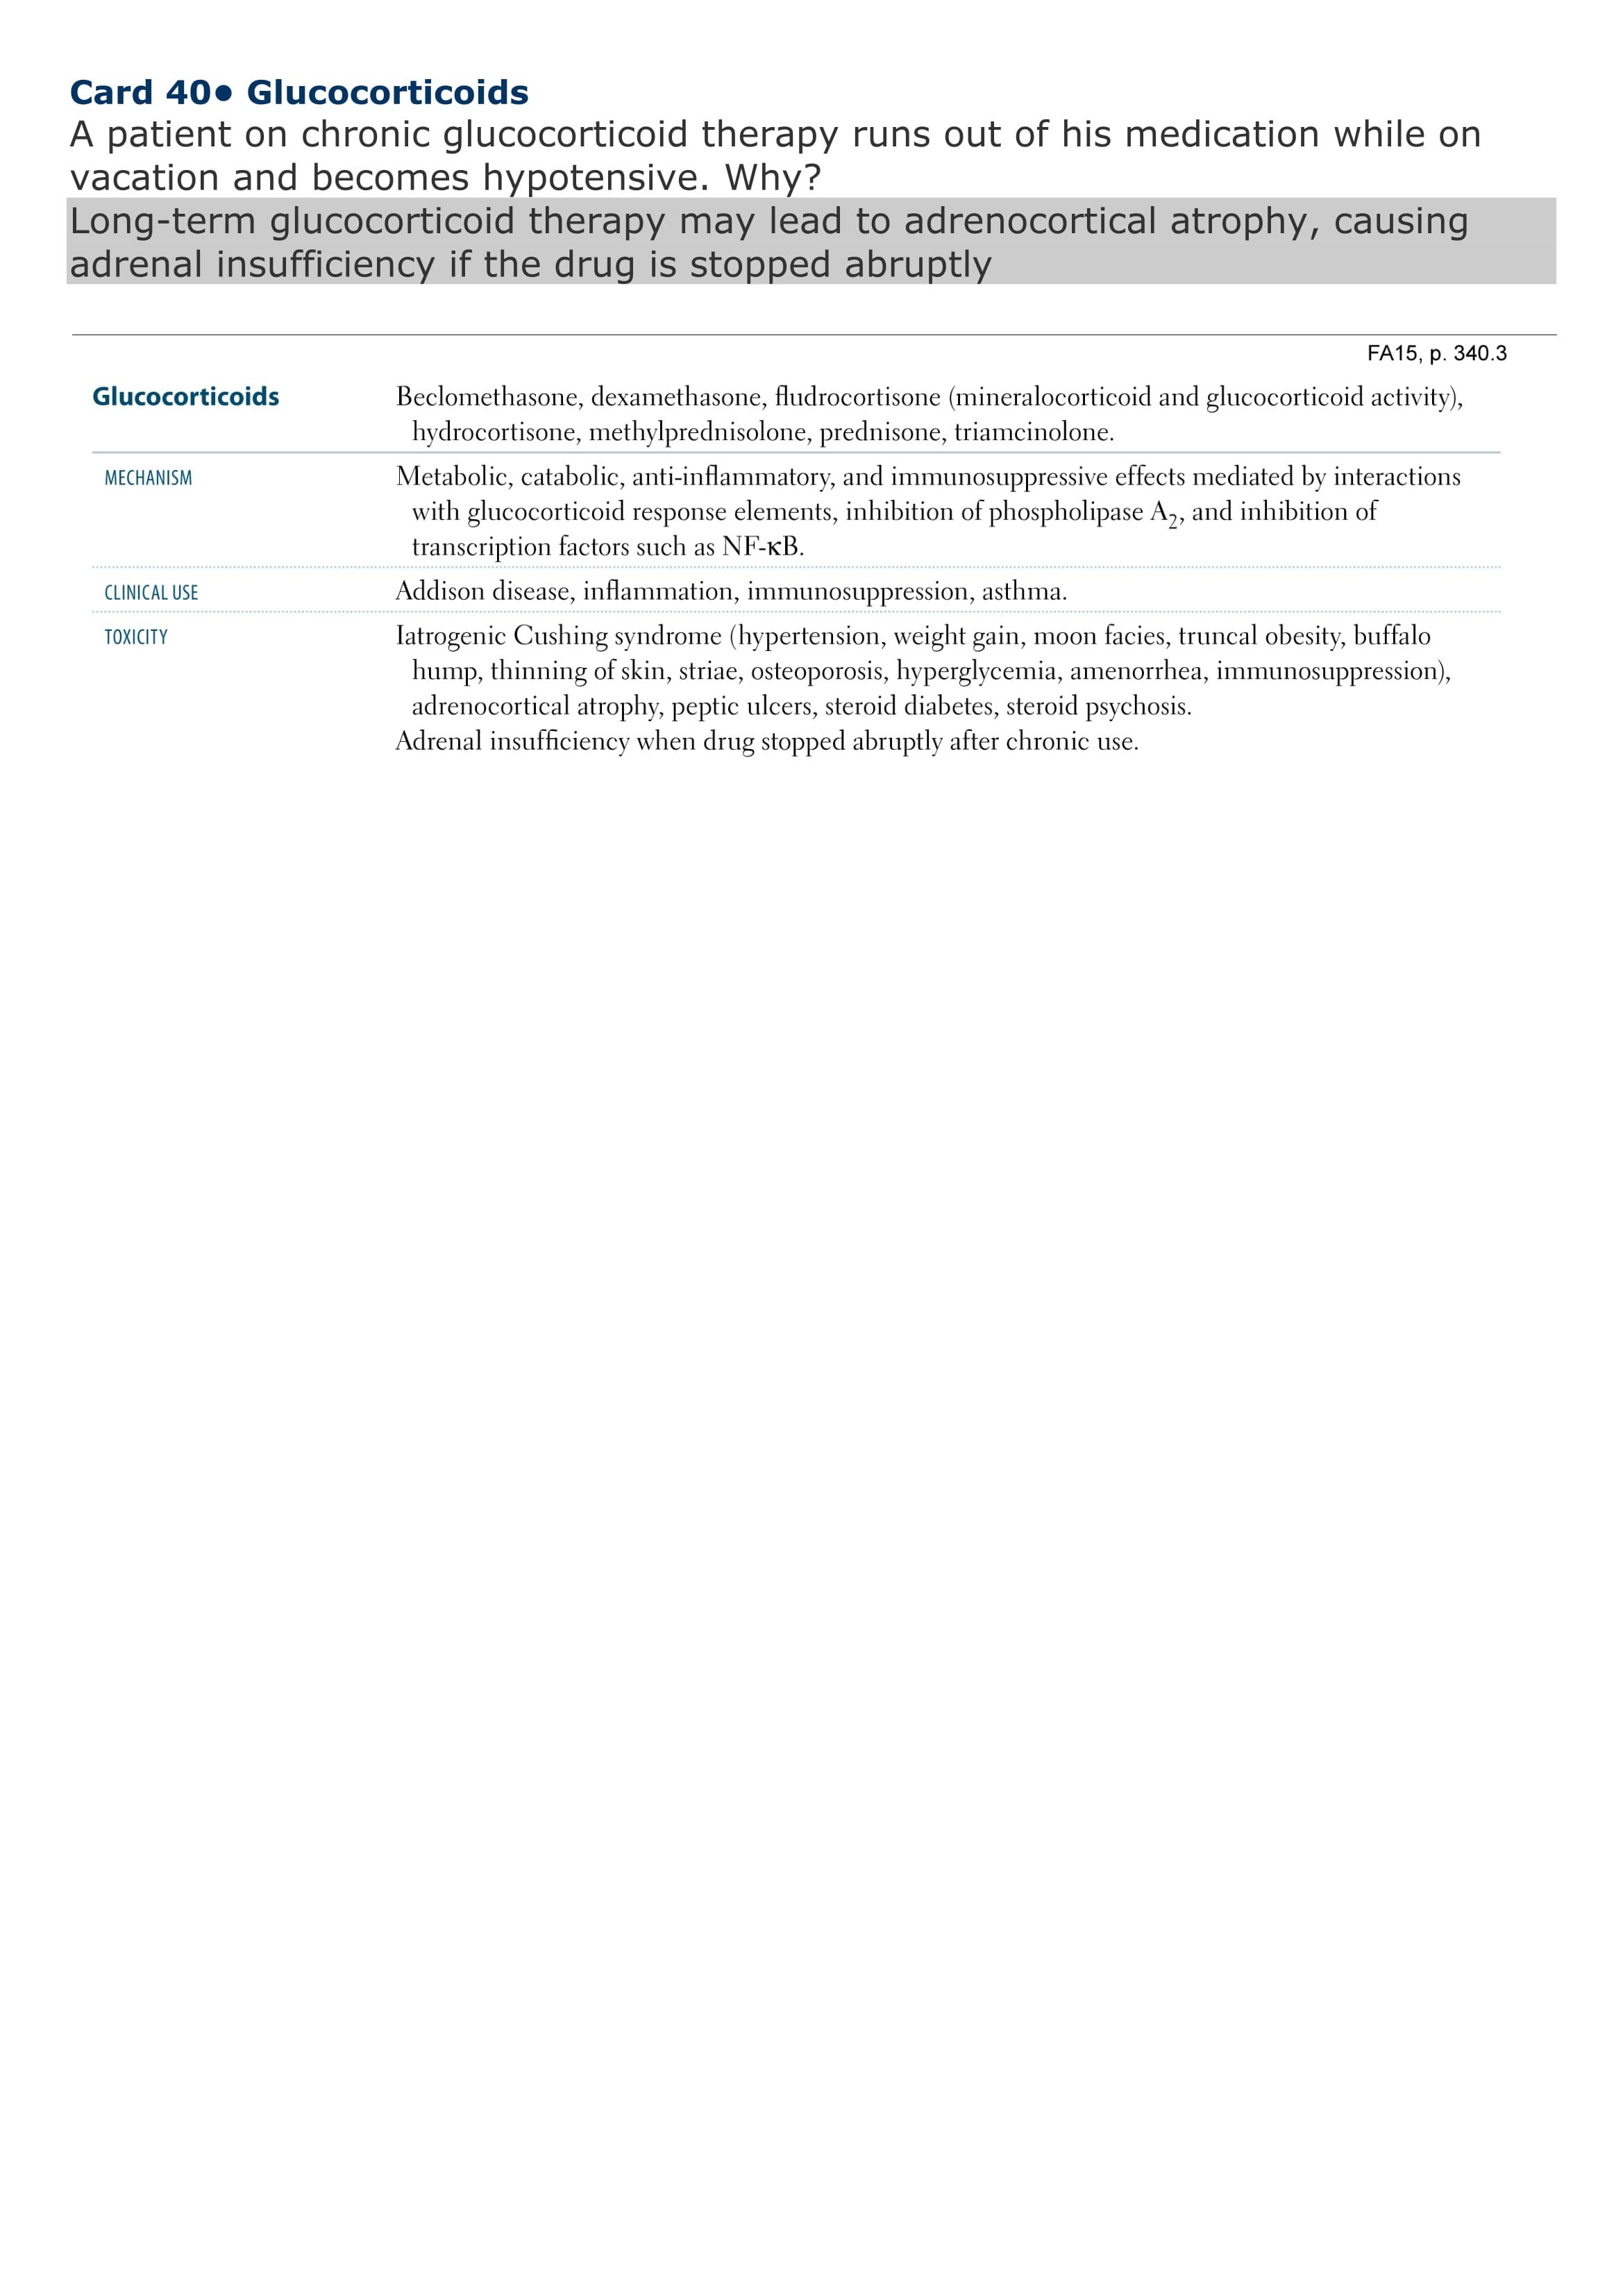 Card 40● Glucocorticoids
A patient on chronic glucocorticoid therapy runs out of his medication while on
vacation and becomes hypotensive. Why?
Long-term glucocorticoid therapy may lead to adrenocortical atrophy, causing
adrenal insufficiency if the drug is stopped abruptly
FA15, p. 340.3
Glucocorticoids Beclomethasone, dexamethasone, fludrocortisone (mineralocorticoid and glucocorticoid activity),
hydrocortisone, methylprednisolone, prednisone, triamcinolone.
MECHANISM Metabolic, catabolic, anti-inflammatory, and immunosuppressive effects mediated by interactions
with glucocorticoid response elements, inhibition of phospholipase A₂, and inhibition of
transcription factors such as NF-κB.
CLINICAL USE Addison disease, inflammation, immunosuppression, asthma.
TOXICITY Iatrogenic Cushing syndrome (hypertension, weight gain, moon facies, truncal obesity, buffalo
hump, thinning of skin, striae, osteoporosis, hyperglycemia, amenorrhea, immunosuppression),
adrenocortical atrophy, peptic ulcers, steroid diabetes, steroid psychosis.
Adrenal insufficiency when drug stopped abruptly after chronic use.